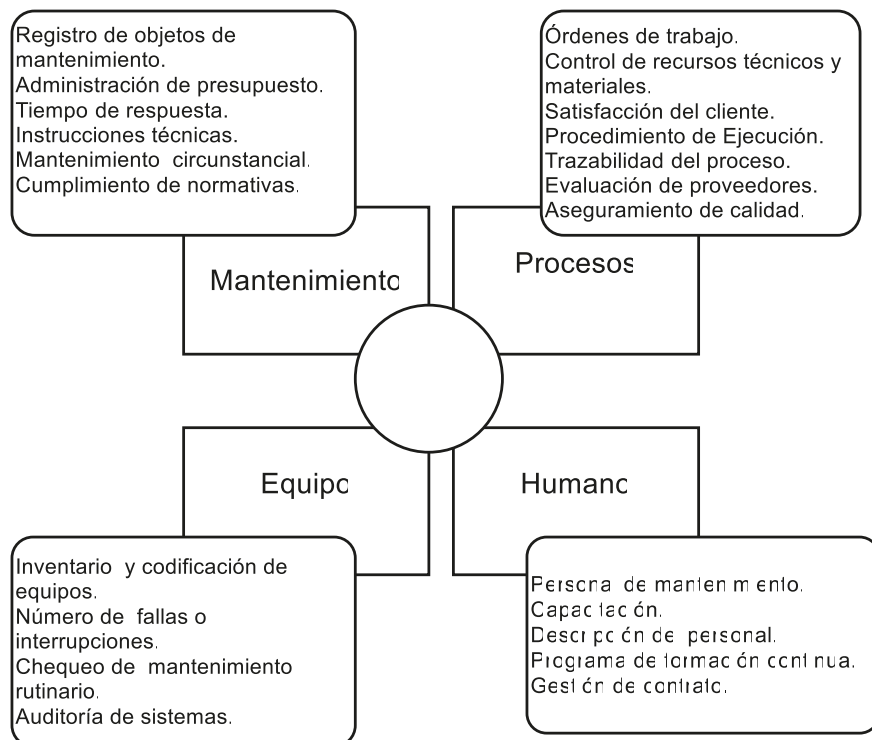 Registro de objetos de
mantenimiento.
Administración de presupuesto.
Tiempo de respuesta.
Instrucciones técnicas.
Mantenimiento circunstancial.
Cumplimiento de normativas.
Órdenes de trabajo.
Control de recursos técnicos y
materiales.
Satisfacción del cliente.
Procedimiento de Ejecución.
Trazabilidad del proceso.
Evaluación de proveedores.
Aseguramiento de calidad.
Mantenimiento
Procesos
Equipo
Humano
Inventario y codificación de
equipos.
Número de fallas o
interrupciones.
Chequeo de mantenimiento
rutinario.
Auditoría de sistemas.
Personal de mantenimiento.
Capacitación.
Descripción de personal.
Programa de formación continua.
Gestión de contrato.